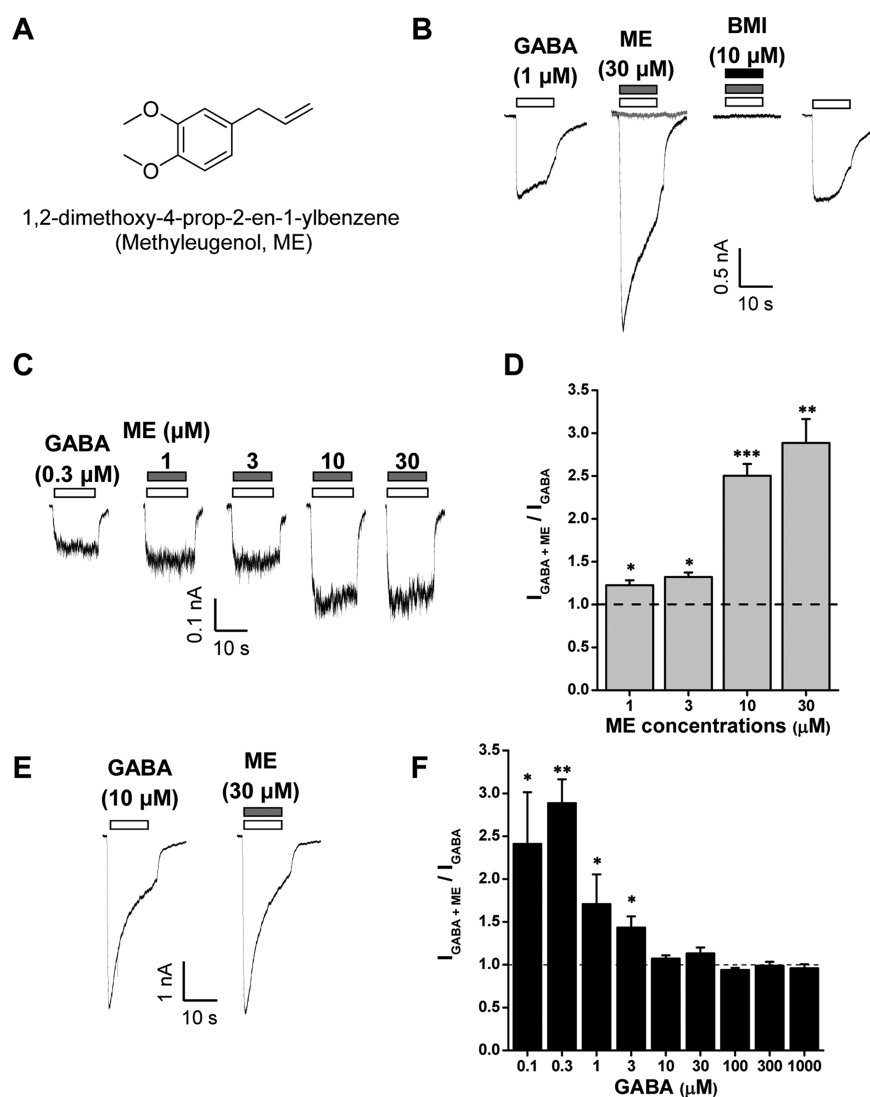 A
O
O
1,2-dimethoxy-4-prop-2-en-1-ylbenzene
(Methyleugenol, ME)
B
GABA
(1 µM)
ME
(30 µM)
BMI
(10 µM)
0.5 nA
10 s
C
GABA
(0.3 µM)
ME (µM)
1
3
10
30
0.1 nA
10 s
D
I GABA + ME / I GABA
3.5
3.0
2.5
2.0
1.5
1.0
0.5
0.0
*
*
***
**
1 3 10 30
ME concentrations (µM)
E
GABA
(10 µM)
ME
(30 µM)
1 nA
10 s
F
I GABA + ME / I GABA
3.5
3.0
2.5
2.0
1.5
1.0
0.5
0.0
*
**
*
*
0.1 0.3 1 3 10 30 100 300 1000
GABA (µM)